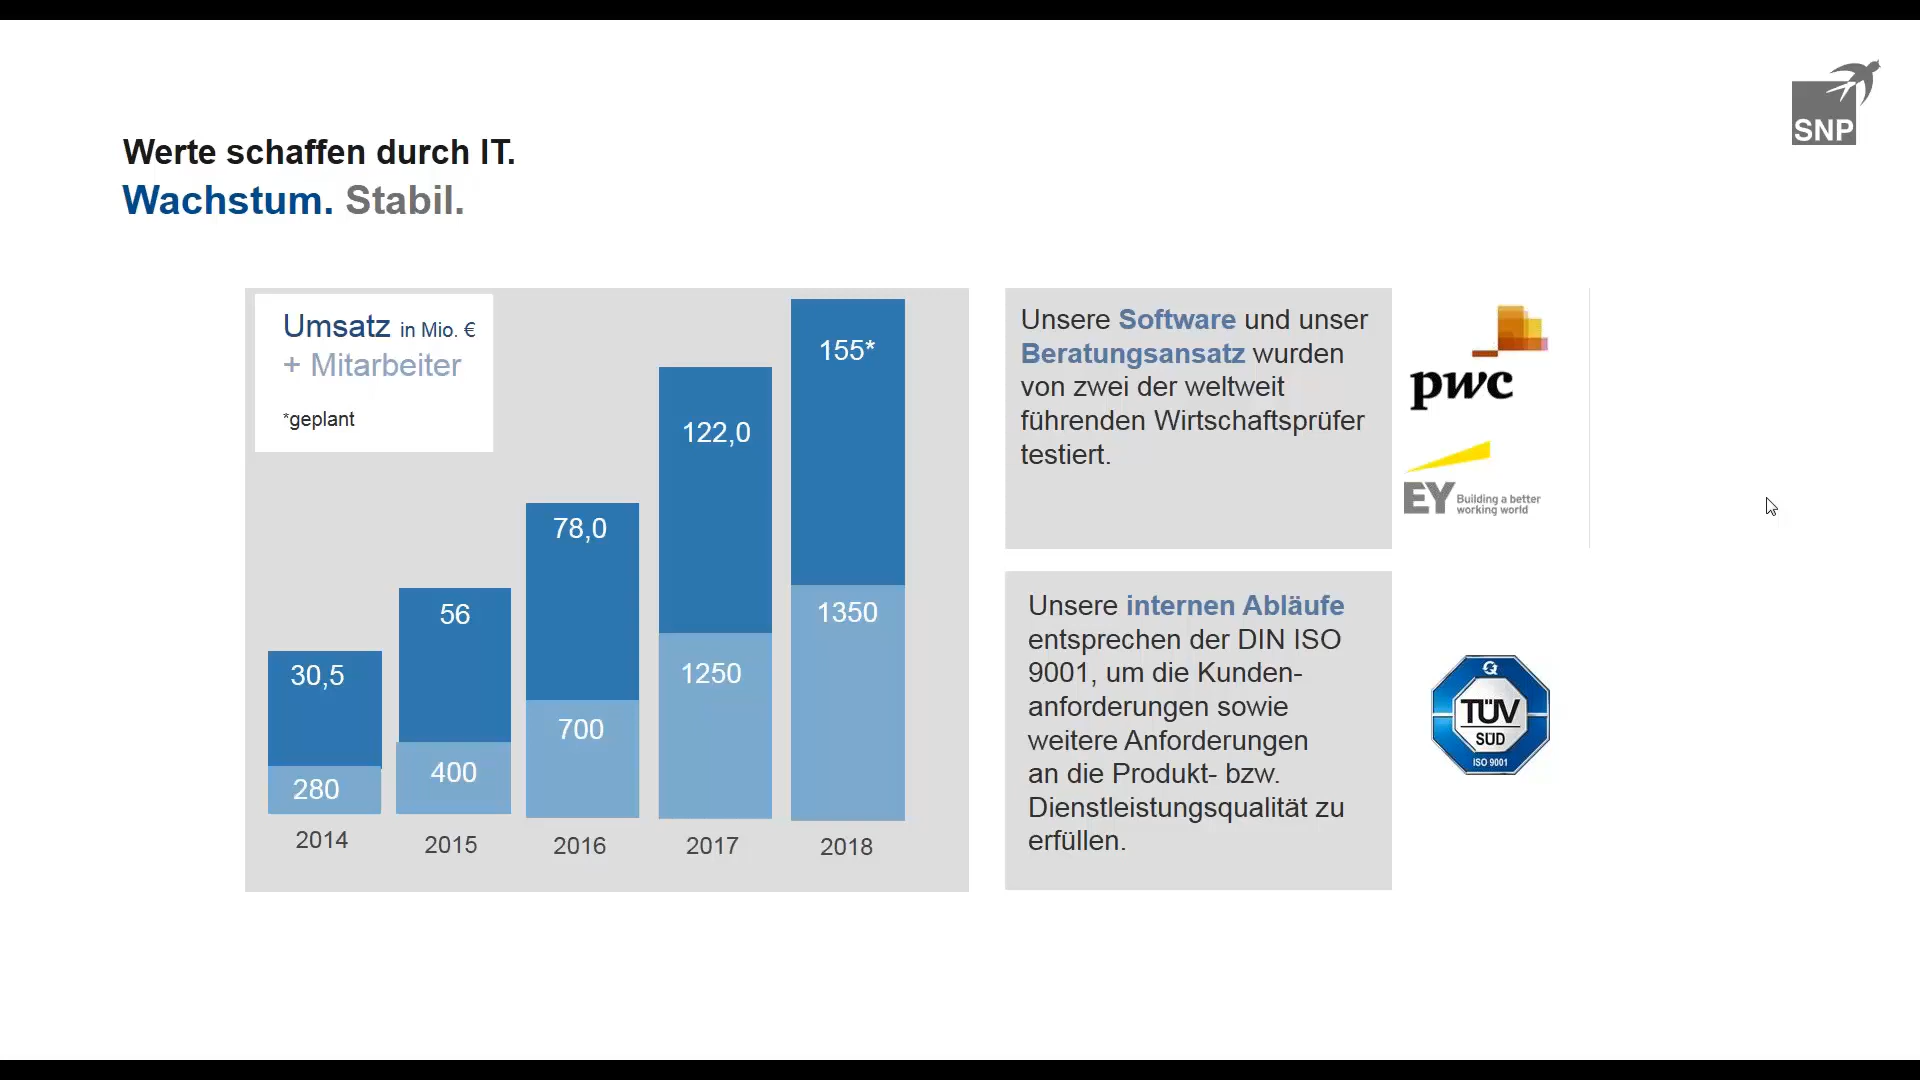 SNP
Werte schaffen durch IT.
Wachstum. Stabil.
Umsatz in Mio. €
+ Mitarbeiter
*geplant
30,5
280
2014
56
400
2015
78,0
700
2016
122,0
1250
2017
155*
1350
2018
Unsere Software und unser
Beratungsansatz wurden
von zwei der weltweit
führenden Wirtschaftsprüfer
testiert.
pwc
EY Building a better
working world
Unsere internen Abläufe
entsprechen der DIN ISO
9001, um die Kunden-
anforderungen sowie
weitere Anforderungen
an die Produkt- bzw.
Dienstleistungsqualität zu
erfüllen.
TÜV
SÜD
ISO 9001